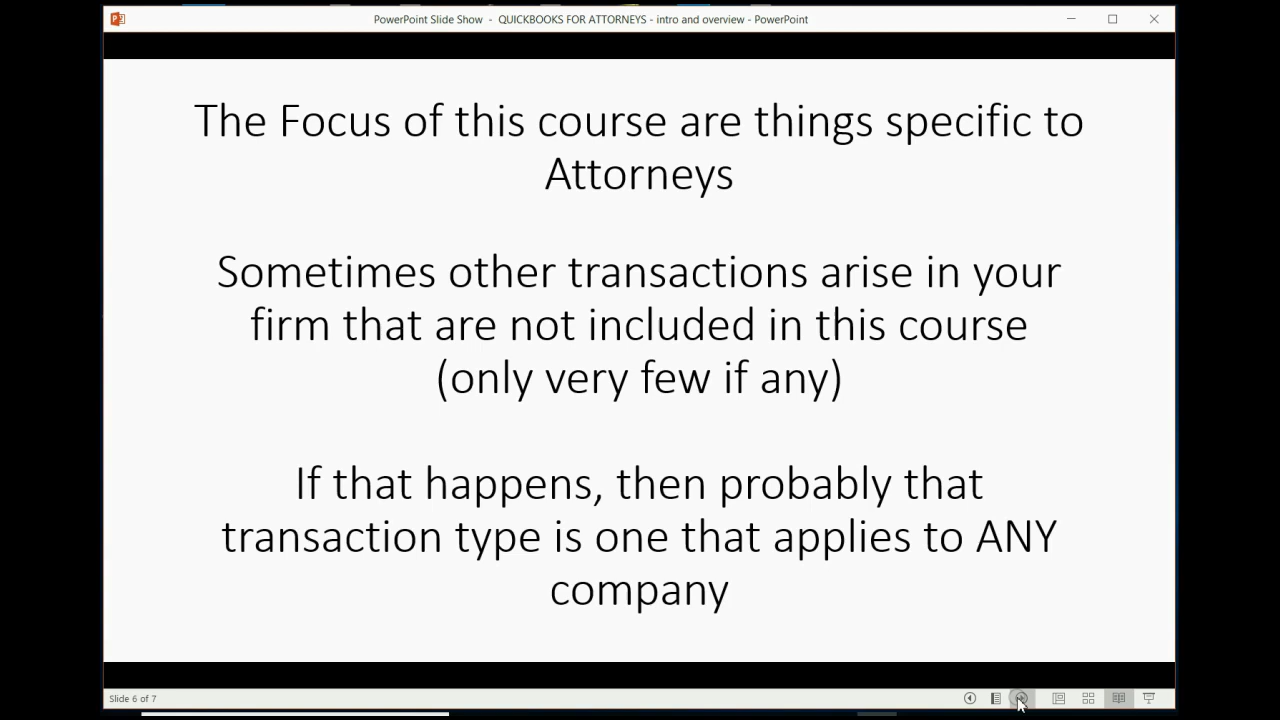 PowerPoint Slide Show - QUICKBOOKS FOR ATTORNEYS - intro and overview - PowerPoint
The Focus of this course are things specific to
Attorneys
Sometimes other transactions arise in your
firm that are not included in this course
(only very few if any)
If that happens, then probably that
transaction type is one that applies to ANY
company
Slide 6 of 7